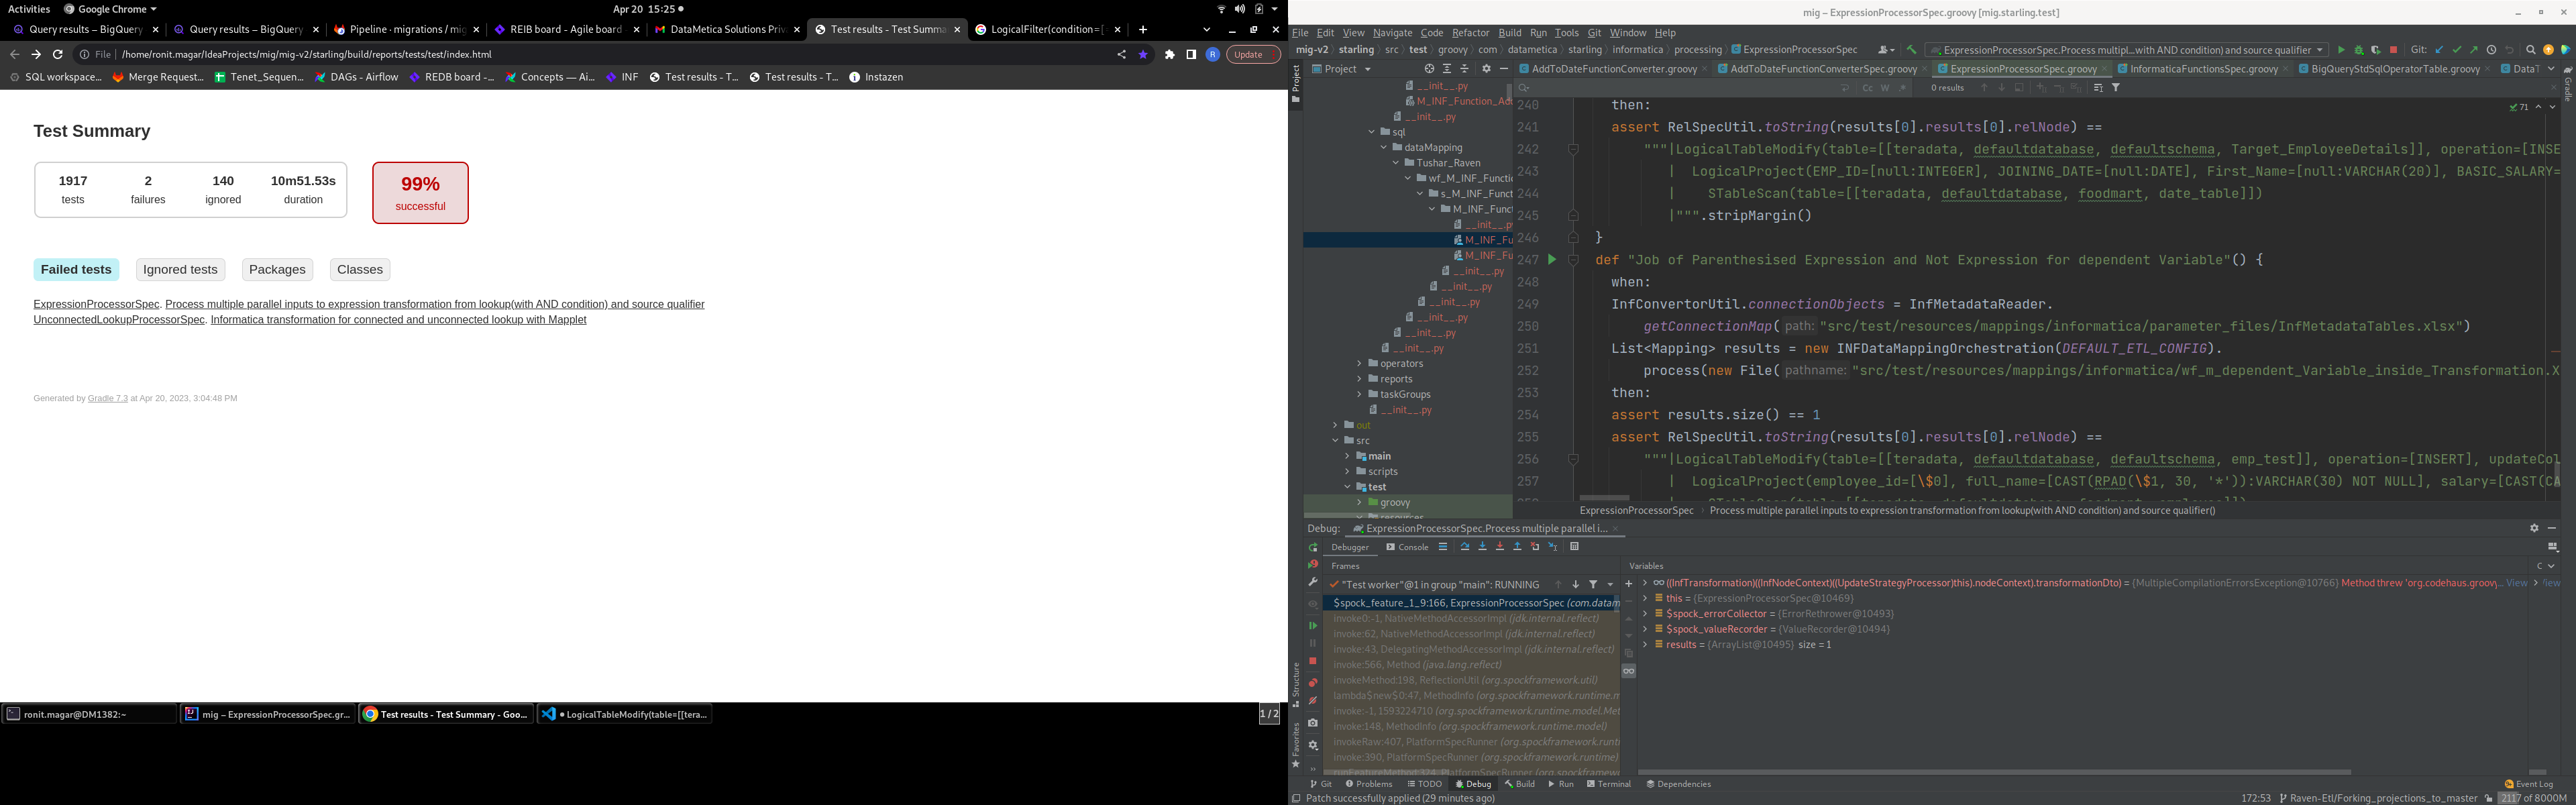 Activities
Google Chrome
Apr 20 15:25
Query results – BigQuery
Query results – BigQuery
Pipeline · migrations / mig
REIB board - Agile board
DataMetica Solutions Priv
Test results - Test Summa
LogicalFilter(condition=[
File
/home/ronit.magar/IdeaProjects/mig/mig-v2/starling/build/reports/tests/test/index.html
R
Update
SQL workspace...
Merge Request...
Tenet_Sequen...
DAGs - Airflow
REDB board -...
Concepts — Ai...
INF
Test results - T...
Test results - T...
Instazen
Test Summary
1917
tests
2
failures
140
ignored
10m51.53s
duration
99%
successful
Failed tests
Ignored tests
Packages
Classes
ExpressionProcessorSpec. Process multiple parallel inputs to expression transformation from lookup(with AND condition) and source qualifier
UnconnectedLookupProcessorSpec. Informatica transformation for connected and unconnected lookup with Mapplet
Generated by Gradle 7.3 at Apr 20, 2023, 3:04:48 PM
ronit.magar@DM1382:~
mig – ExpressionProcessorSpec.gr...
Test results - Test Summary - Goo...
● LogicalTableModify(table=[[tera...
1 / 2
mig – ExpressionProcessorSpec.groovy [mig.starling.test]
File Edit View Navigate Code Refactor Build Run Tools Git Window Help
mig-v2 starling src test groovy com datametica starling informatica processing ExpressionProcessorSpec
ExpressionProcessorSpec.Process multipl...with AND condition) and source qualifier
Git:
Project
AddToDateFunctionConverter.groovy
AddToDateFunctionConverterSpec.groovy
ExpressionProcessorSpec.groovy
InformaticaFunctionsSpec.groovy
BigQueryStdSqlOperatorTable.groovy
DataT
Project
Gradle
Cc W
0 results
71
__init__.py
M_INF_Function_Add
__init__.py
sql
dataMapping
Tushar_Raven
wf_M_INF_Functio
s_M_INF_Funct
M_INF_Funct
__init__.py
M_INF_Fu
M_INF_Fu
__init__.py
__init__.py
__init__.py
__init__.py
__init__.py
__init__.py
operators
reports
taskGroups
__init__.py
out
src
main
scripts
test
groovy
resources
240 then:
241 assert RelSpecUtil.toString(results[0].results[0].relNode) ==
242 """|LogicalTableModify(table=[[teradata, defaultdatabase, defaultschema, Target_EmployeeDetails]], operation=[INSE
243 | LogicalProject(EMP_ID=[null:INTEGER], JOINING_DATE=[null:DATE], First_Name=[null:VARCHAR(20)], BASIC_SALARY=
244 | STableScan(table=[[teradata, defaultdatabase, foodmart, date_table]])
245 |""".stripMargin()
246 }
247 def "Job of Parenthesised Expression and Not Expression for dependent Variable"() {
248 when:
249 InfConvertorUtil.connectionObjects = InfMetadataReader.
250 getConnectionMap( path: "src/test/resources/mappings/informatica/parameter_files/InfMetadataTables.xlsx")
251 List<Mapping> results = new INFDataMappingOrchestration(DEFAULT_ETL_CONFIG).
252 process(new File( pathname: "src/test/resources/mappings/informatica/wf_m_dependent_Variable_inside_Transformation.X
253 then:
254 assert results.size() == 1
255 assert RelSpecUtil.toString(results[0].results[0].relNode) ==
256 """|LogicalTableModify(table=[[teradata, defaultdatabase, defaultschema, emp_test]], operation=[INSERT], updateCol
257 | LogicalProject(employee_id=[\$0], full_name=[CAST(RPAD(\$1, 30, '*')):VARCHAR(30) NOT NULL], salary=[CAST(CA
ExpressionProcessorSpec
Process multiple parallel inputs to expression transformation from lookup(with AND condition) and source qualifier()
Debug:
ExpressionProcessorSpec.Process multiple parallel i...
Debugger
Console
Frames
Variables
"Test worker"@1 in group "main": RUNNING
$spock_feature_1_9:166, ExpressionProcessorSpec (com.datam
invoke0:-1, NativeMethodAccessorImpl (jdk.internal.reflect)
invoke:62, NativeMethodAccessorImpl (jdk.internal.reflect)
invoke:43, DelegatingMethodAccessorImpl (jdk.internal.reflect)
invoke:566, Method (java.lang.reflect)
invokeMethod:198, ReflectionUtil (org.spockframework.util)
lambda$new$0:47, MethodInfo (org.spockframework.runtime.m
invoke:-1, 1593224710 (org.spockframework.runtime.model.Met
invoke:148, MethodInfo (org.spockframework.runtime.model)
invokeRaw:407, PlatformSpecRunner (org.spockframework.runti
invoke:390, PlatformSpecRunner (org.spockframework.runtime)
runFeatureMethod:324, PlatformSpecRunner (org.spockframew
((InfTransformation)((InfNodeContext)((UpdateStrategyProcessor)this).nodeContext).transformationDto) = {MultipleCompilationErrorsException@10766} Method threw 'org.codehaus.groovy... View
this = {ExpressionProcessorSpec@10469}
$spock_errorCollector = {ErrorRethrower@10493}
$spock_valueRecorder = {ValueRecorder@10494}
results = {ArrayList@10495} size = 1
Structure
Favorites
Git
Problems
TODO
Debug
Build
Run
Terminal
Dependencies
Event Log
Patch successfully applied (29 minutes ago)
172:53
Raven-Etl/Forking_projections_to_master
2117 of 8000M